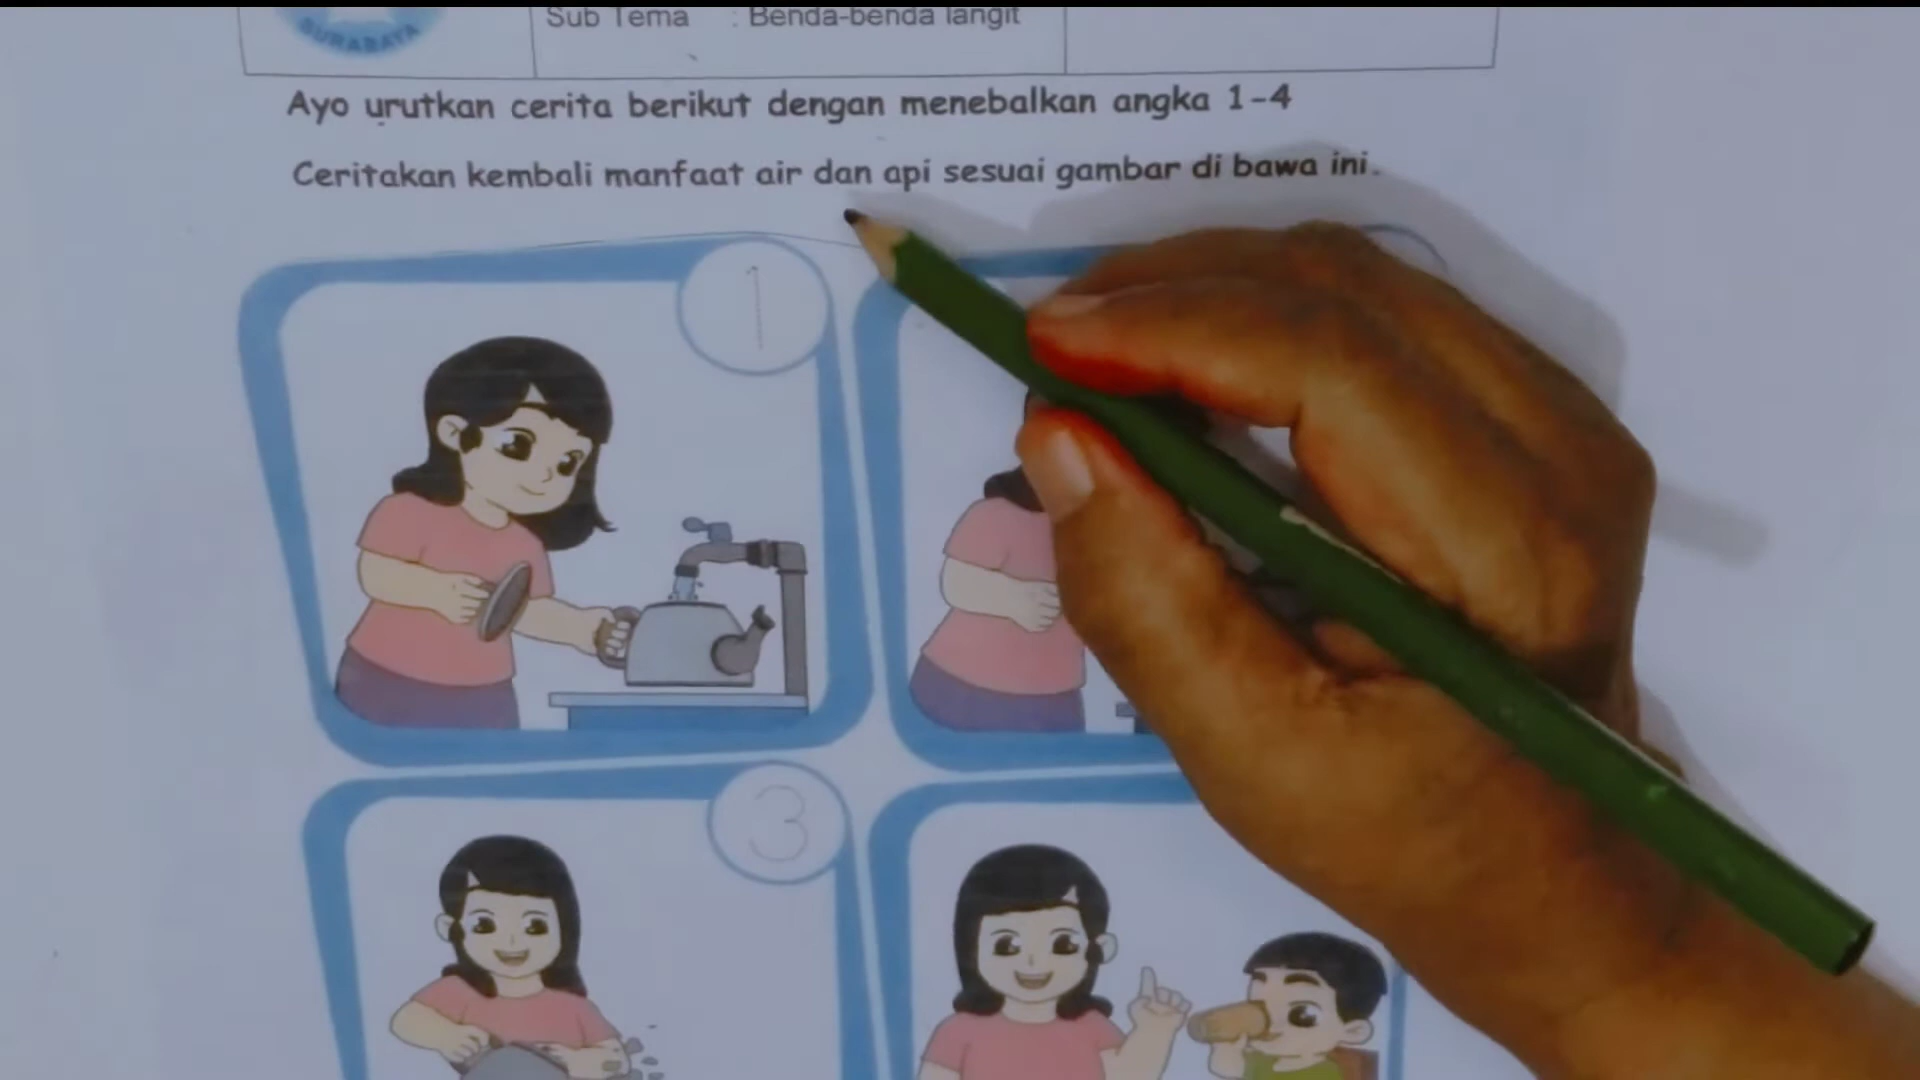 SURABAYA
Sub Tema : Benda-benda langit
Ayo urutkan cerita berikut dengan menebalkan angka 1-4
Ceritakan kembali manfaat air dan api sesuai gambar di bawa ini.
1
3